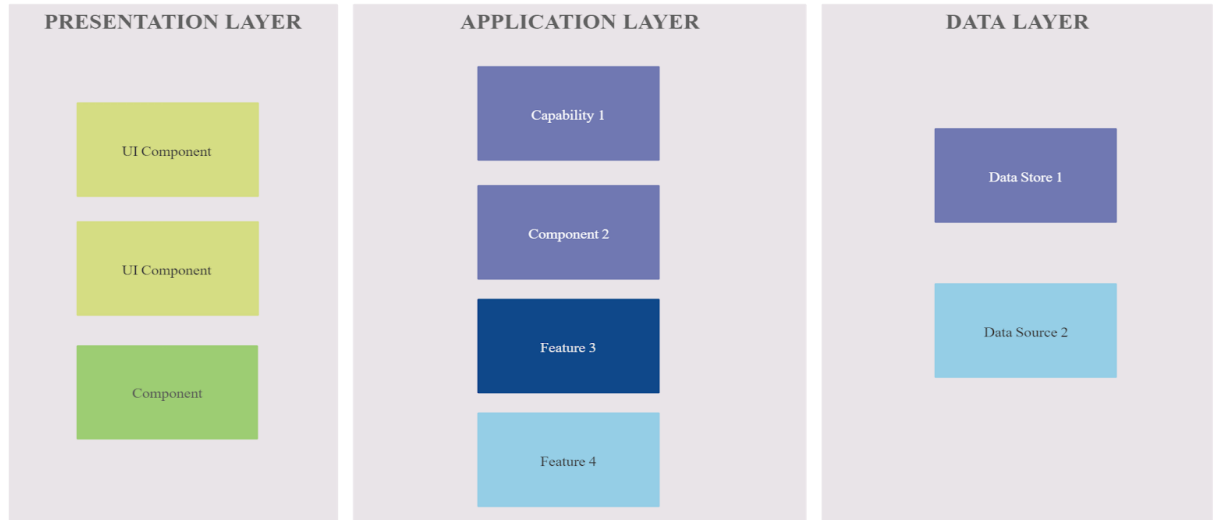 PRESENTATION LAYER
UI Component
UI Component
Component
APPLICATION LAYER
Capability 1
Component 2
Feature 3
Feature 4
DATA LAYER
Data Store 1
Data Source 2